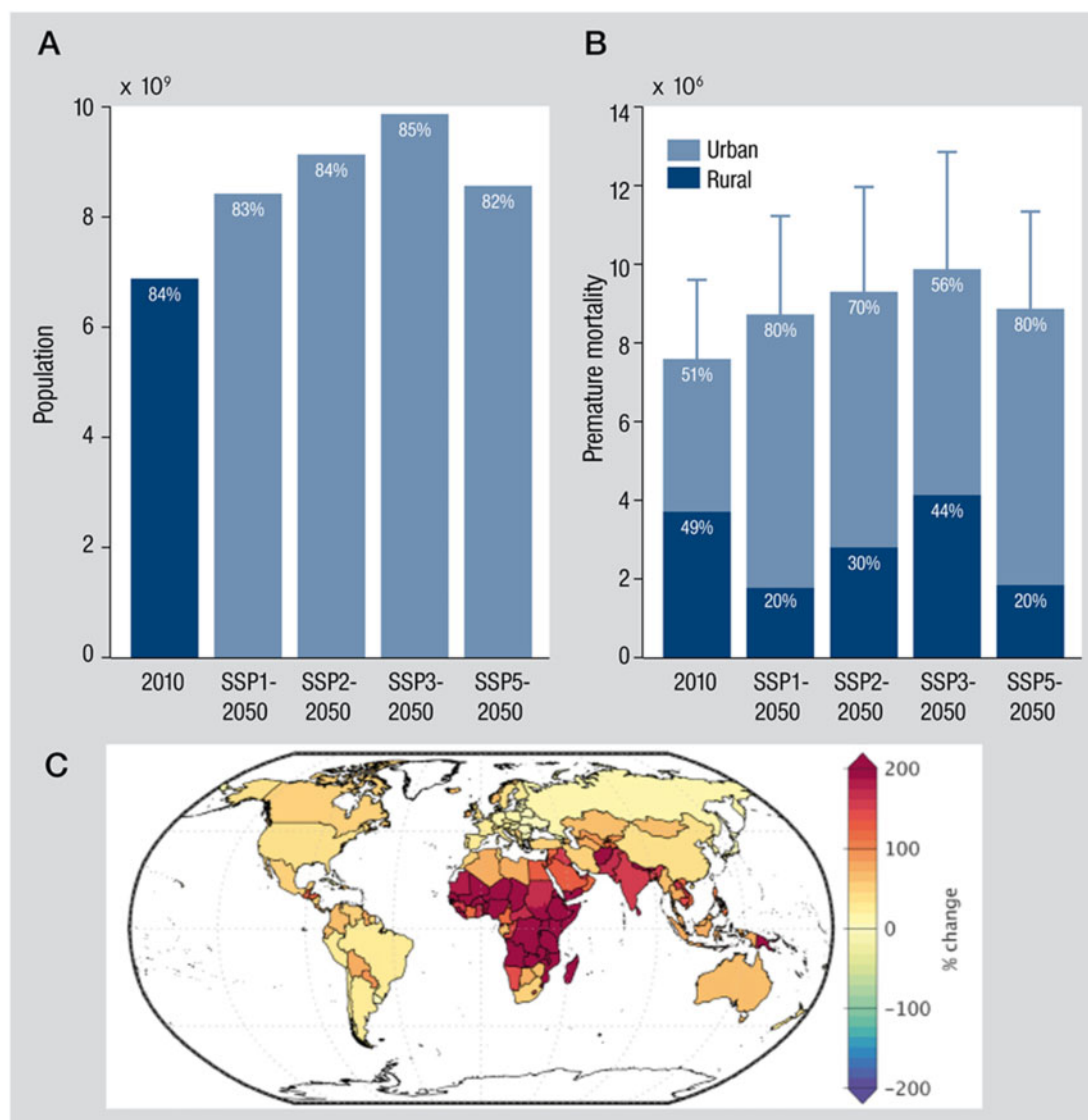 A
x 10⁹
10
8
6
4
2
0
Population
84%
83%
84%
85%
82%
2010
SSP1-
2050
SSP2-
2050
SSP3-
2050
SSP5-
2050
B
x 10⁶
14
12
10
8
6
4
2
0
Premature mortality
Urban
Rural
51%
49%
80%
20%
70%
30%
56%
44%
80%
20%
2010
SSP1-
2050
SSP2-
2050
SSP3-
2050
SSP5-
2050
C
200
100
0
-100
-200
% change